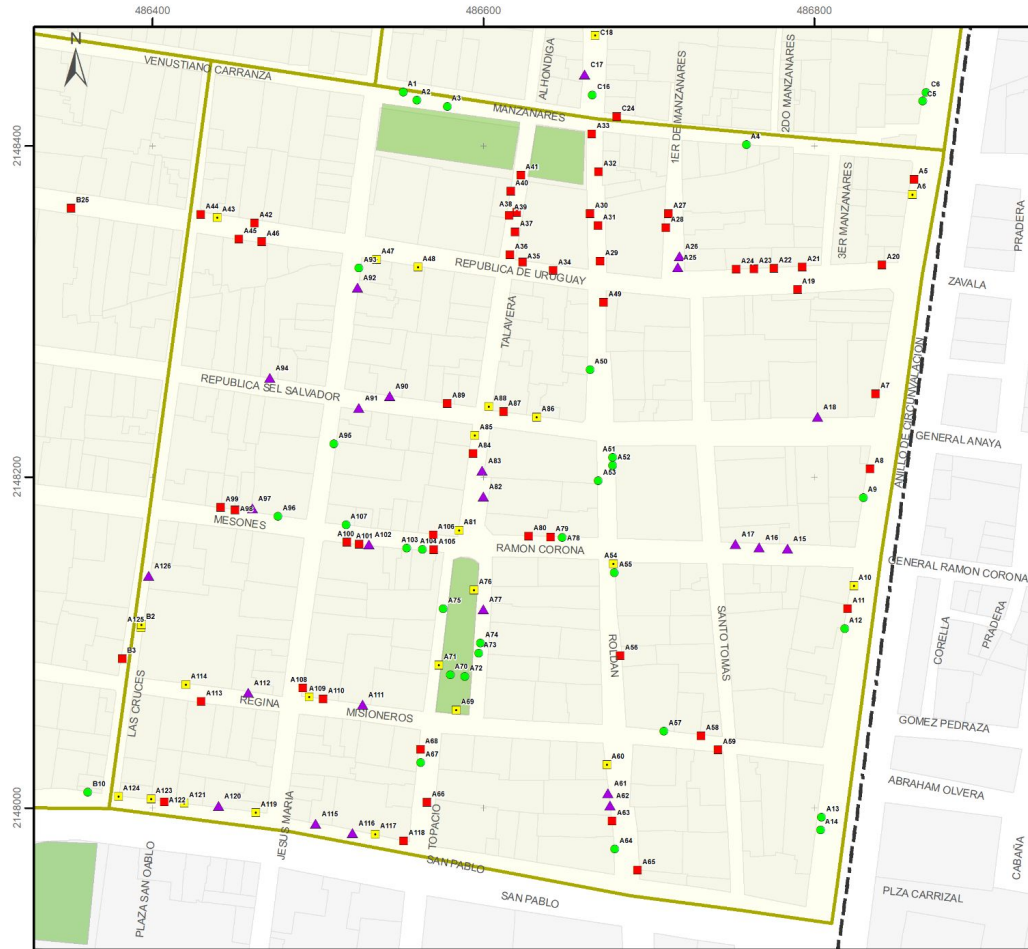 486400
486600
486800
2148400
2148200
2148000
N
VENUSTIANO CARRANZA
MANZANARES
ALHONDIGA
1ER DE MANZANARES
2DO MANZANARES
3ER MANZANARES
REPUBLICA DE URUGUAY
TALAVERA
REPUBLICA SEL SALVADOR
MESONES
RAMON CORONA
ROLDAN
SANTO TOMAS
LAS CRUCES
REGINA
MISIONEROS
JESUS MARIA
TOPACIO
SAN PABLO
SAN PABLO
PLAZA SAN OABLO
ANILLO DE CIRCUNVALACION
PRADERA
ZAVALA
GENERAL ANAYA
GENERAL RAMON CORONA
CORELLA
PRADERA
GOMEZ PEDRAZA
ABRAHAM OLVERA
CABAÑA
PLZA CARRIZAL
C18
C17
C16
C24
C6
C5
A1
A2
A3
A4
A5
A6
A33
A32
A41
A40
A38
A39
A37
A36
A35
A34
A30
A31
A29
A27
A28
A26
A25
A24
A23
A22
A21
A20
A19
B25
A44
A43
A42
A45
A46
A47
A48
A93
A92
A49
A50
A94
A90
A91
A89
A88
A87
A86
A85
A84
A83
A82
A95
A51
A52
A53
A18
A7
A8
A9
A99
A98
A97
A96
A107
A100
A101
A102
A103
A104
A105
A106
A81
A80
A79
A78
A54
A55
A17
A16
A15
A10
A11
A12
A126
A125
B2
B3
A75
A76
A77
A74
A73
A71
A70
A72
A69
A56
A57
A58
A59
A60
A61
A62
A63
A64
A65
A114
A113
A112
A108
A109
A110
A111
A68
A67
A66
A13
A14
B10
A124
A123
A122
A121
A120
A119
A115
A116
A117
A118